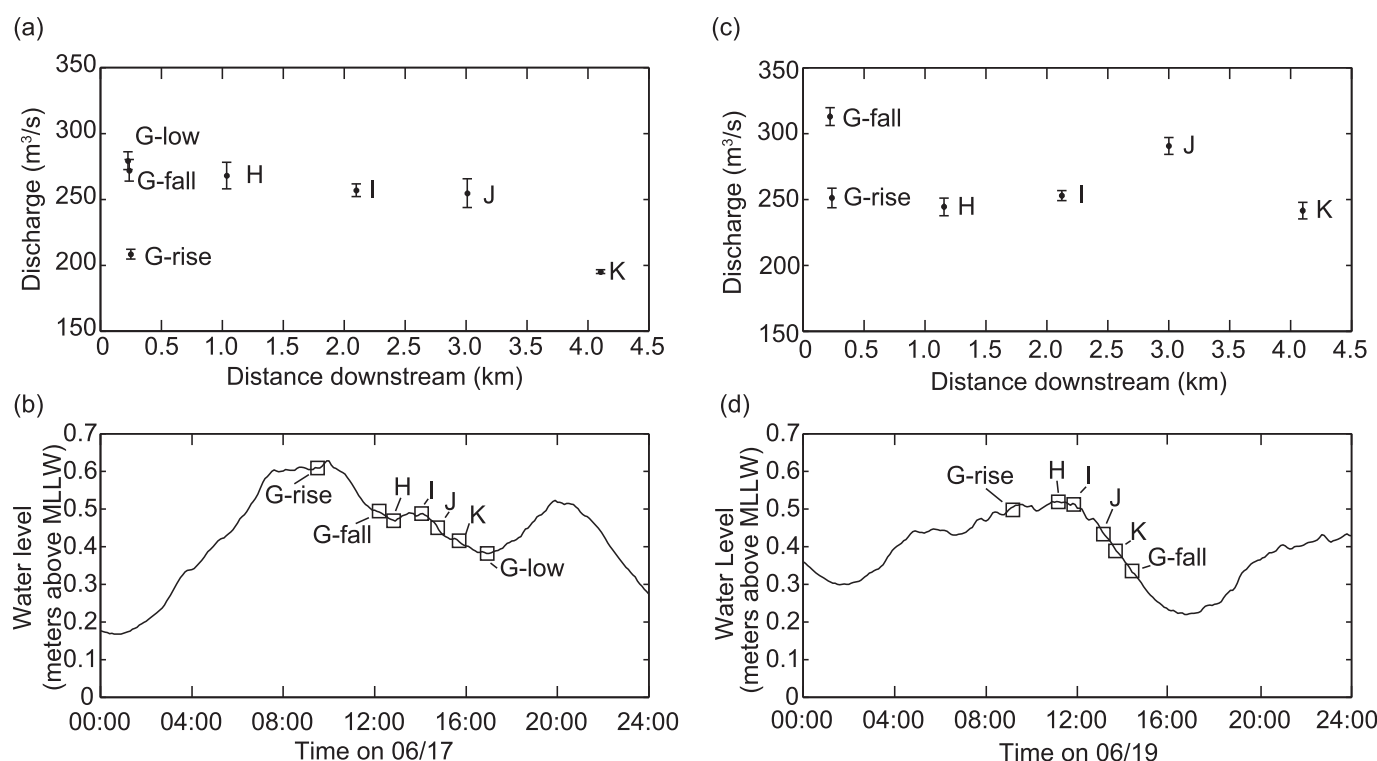 (a)
350
300
250
200
150
Discharge (m³/s)
G-low
G-fall
G-rise
H
I
J
K
0 0.5 1.0 1.5 2.0 2.5 3.0 3.5 4.0 4.5
Distance downstream (km)
(c)
350
300
250
200
150
Discharge (m³/s)
G-fall
G-rise
H
I
J
K
0 0.5 1.0 1.5 2.0 2.5 3.0 3.5 4.0 4.5
Distance downstream (km)
(b)
0.7
0.6
0.5
0.4
0.3
0.2
0.1
0
Water level
(meters above MLLW)
G-rise
G-fall
H
I
J
K
G-low
00:00 04:00 08:00 12:00 16:00 20:00 24:00
Time on 06/17
(d)
0.7
0.6
0.5
0.4
0.3
0.2
0.1
0
Water Level
(meters above MLLW)
G-rise
H
I
J
K
G-fall
00:00 04:00 08:00 12:00 16:00 20:00 24:00
Time on 06/19